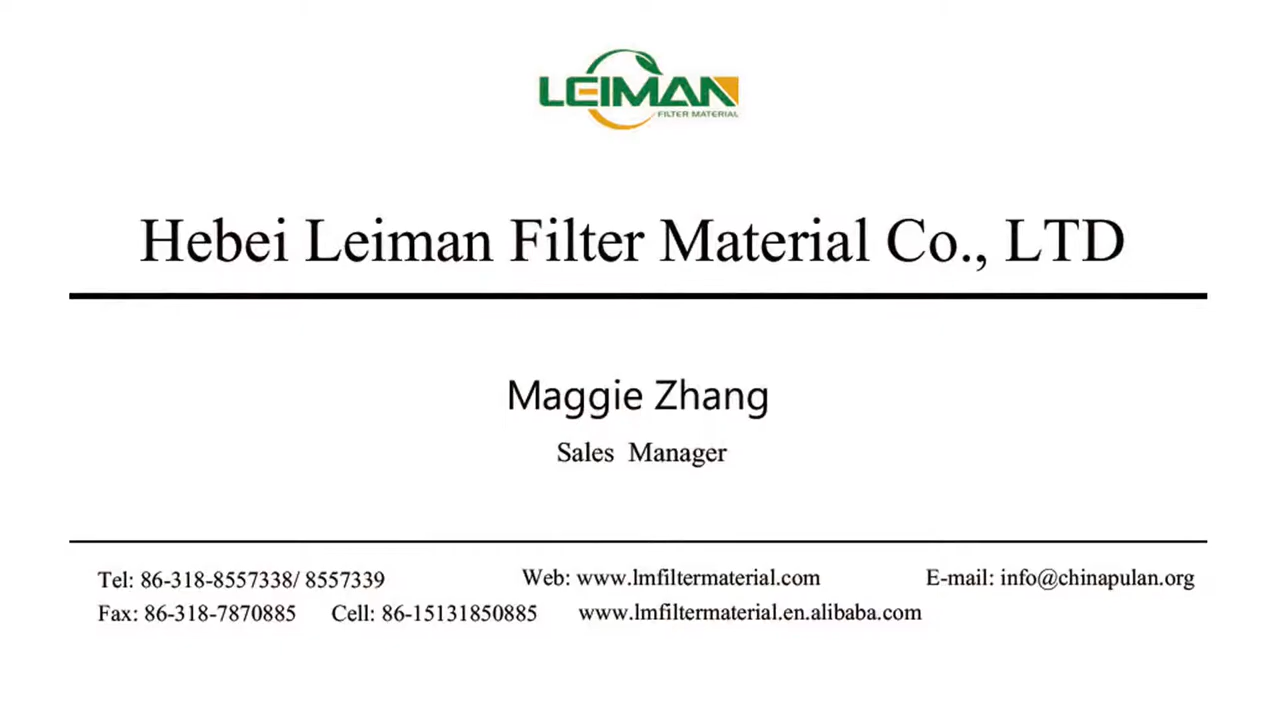 LEIMAN
FILTER MATERIAL
Hebei Leiman Filter Material Co., LTD
Maggie Zhang
Sales Manager
Tel: 86-318-8557338/ 8557339 Web: www.lmfiltermaterial.com E-mail: info@chinapulan.org
Fax: 86-318-7870885 Cell: 86-15131850885 www.lmfiltermaterial.en.alibaba.com